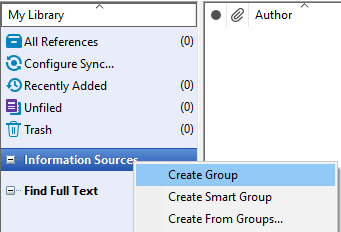 My Library
Author
All References (0)
Configure Sync...
Recently Added (0)
Unfiled (0)
Trash (0)
Information Sources
Create Group
Find Full Text
Create Smart Group
Create From Groups...